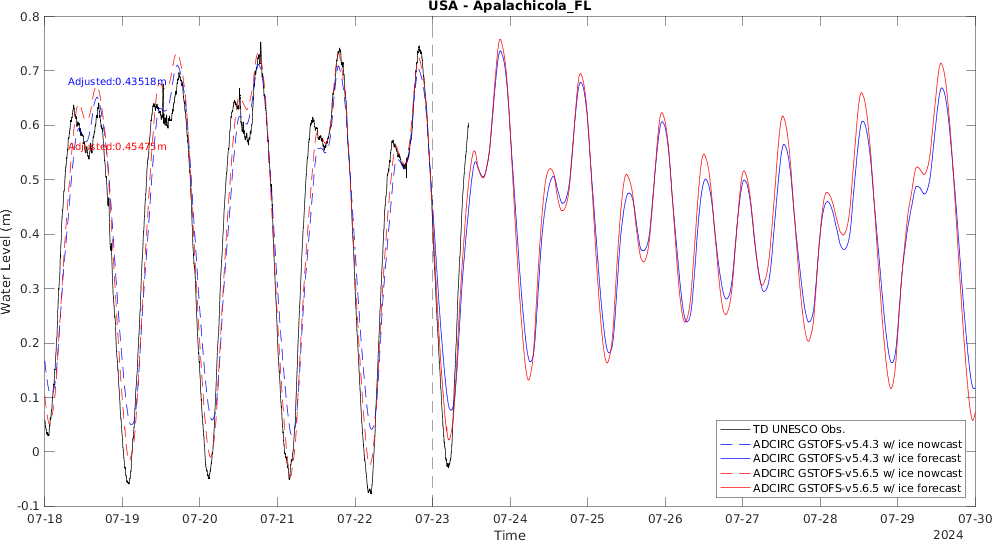 USA - Apalachicola_FL
0.8
0.7
0.6
0.5
0.4
0.3
0.2
0.1
0
-0.1
Water Level (m)
Adjusted:0.43518m
Adjusted:0.45475m
TD UNESCO Obs.
ADCIRC GSTOFS-v5.4.3 w/ ice nowcast
ADCIRC GSTOFS-v5.4.3 w/ ice forecast
ADCIRC GSTOFS-v5.6.5 w/ ice nowcast
ADCIRC GSTOFS-v5.6.5 w/ ice forecast
07-18 07-19 07-20 07-21 07-22 07-23 07-24 07-25 07-26 07-27 07-28 07-29 07-30
Time
2024